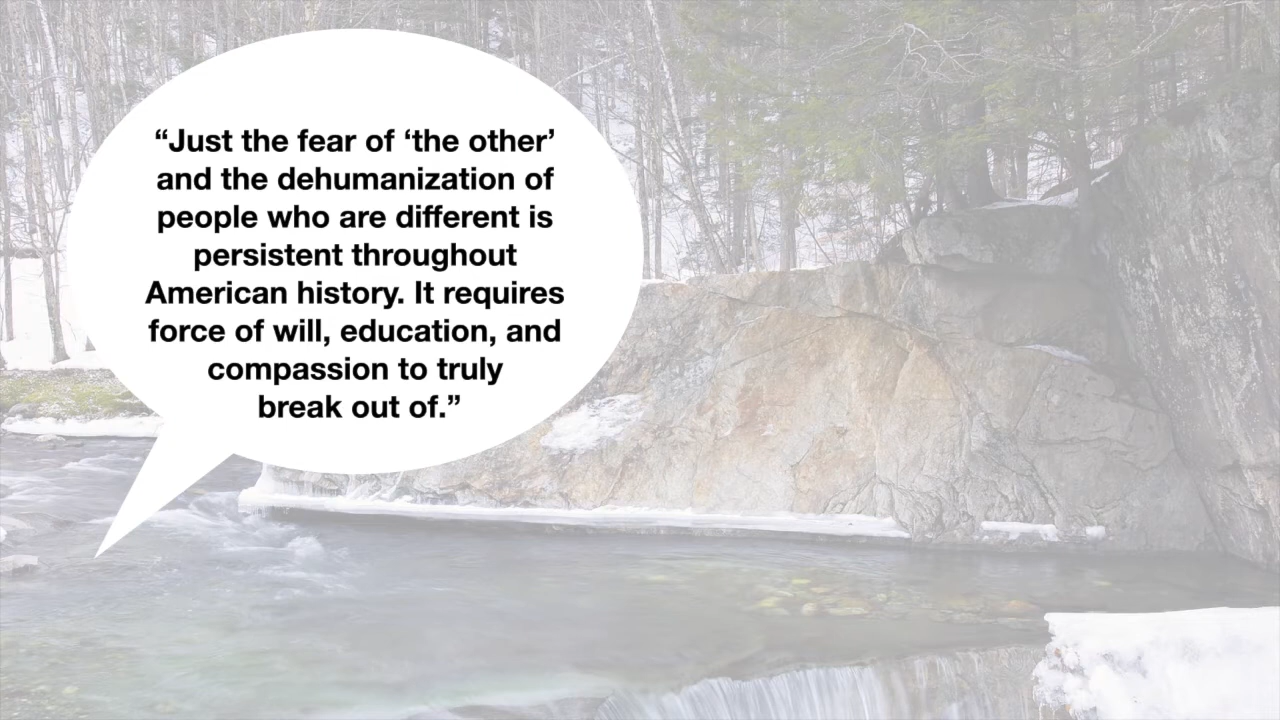 “Just the fear of ‘the other’
and the dehumanization of
people who are different is
persistent throughout
American history. It requires
force of will, education, and
compassion to truly
break out of.”